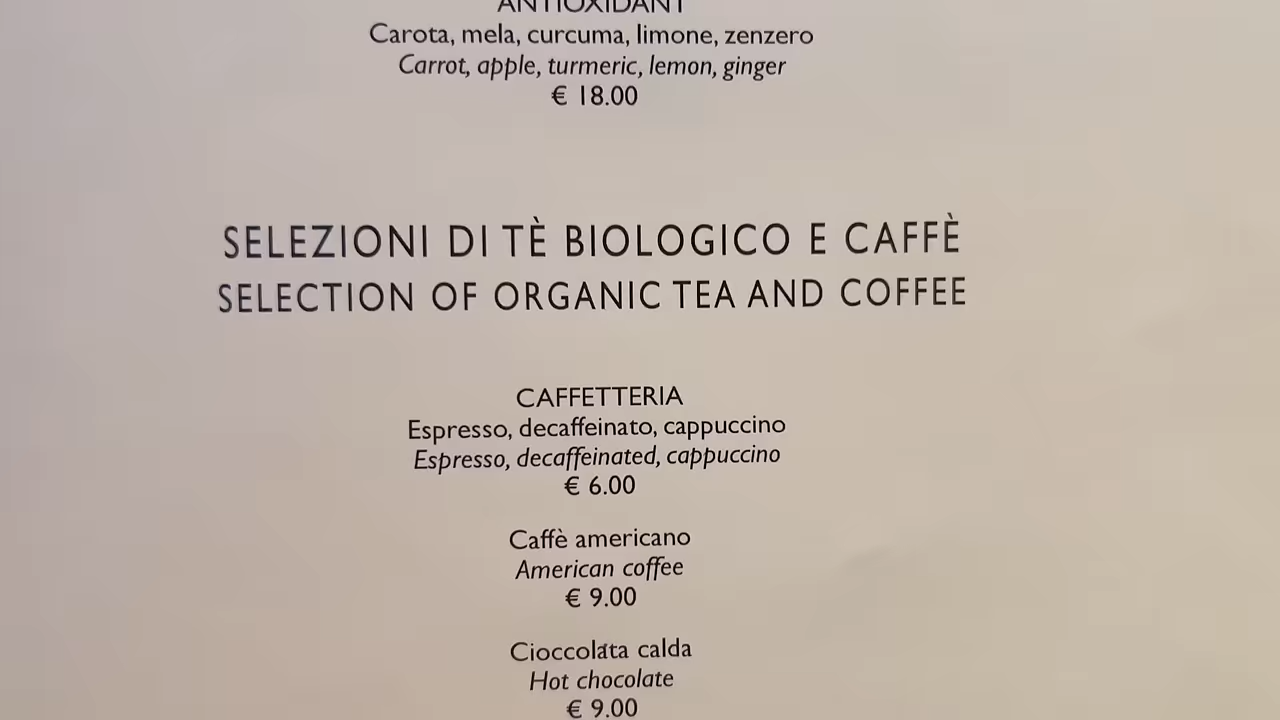 ANTIOXIDANT
Carota, mela, curcuma, limone, zenzero
Carrot, apple, turmeric, lemon, ginger
€ 18.00
SELEZIONI DI TÈ BIOLOGICO E CAFFÈ
SELECTION OF ORGANIC TEA AND COFFEE
CAFFETTERIA
Espresso, decaffeinato, cappuccino
Espresso, decaffeinated, cappuccino
€ 6.00
Caffè americano
American coffee
€ 9.00
Cioccolata calda
Hot chocolate
€ 9.00